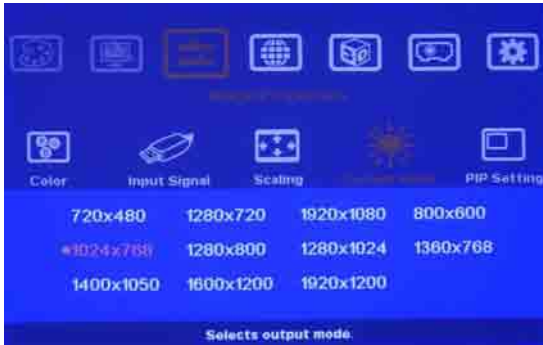 Color Input Signal Scaling PIP Setting
720x480 1280x720 1920x1080 800x600
*1024x768 1280x800 1280x1024 1360x768
1400x1050 1600x1200 1920x1200
Selects output mode.